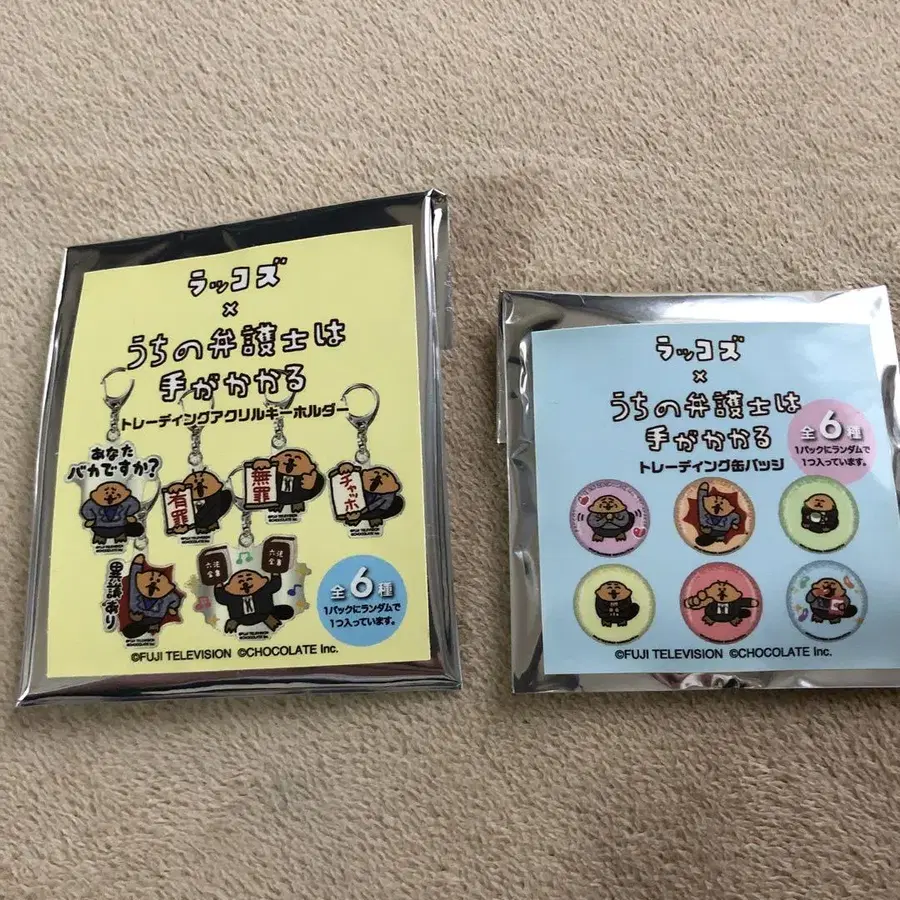 ラッコズ
×
うちの弁護士は
手がかかる
トレーディングアクリルキーホルダー
あなた
バカですか?
有罪
無罪
チャッホ
異議あり
六法
全集
六法
全集
全6種
1パックにランダムで
1つ入っています。
©FUJI TELEVISION ©CHOCOLATE Inc.
ラッコズ
×
うちの弁護士は
手がかかる
トレーディング缶バッジ
全6種
1パックにランダムで
1つ入っています。
©FUJI TELEVISION ©CHOCOLATE Inc.